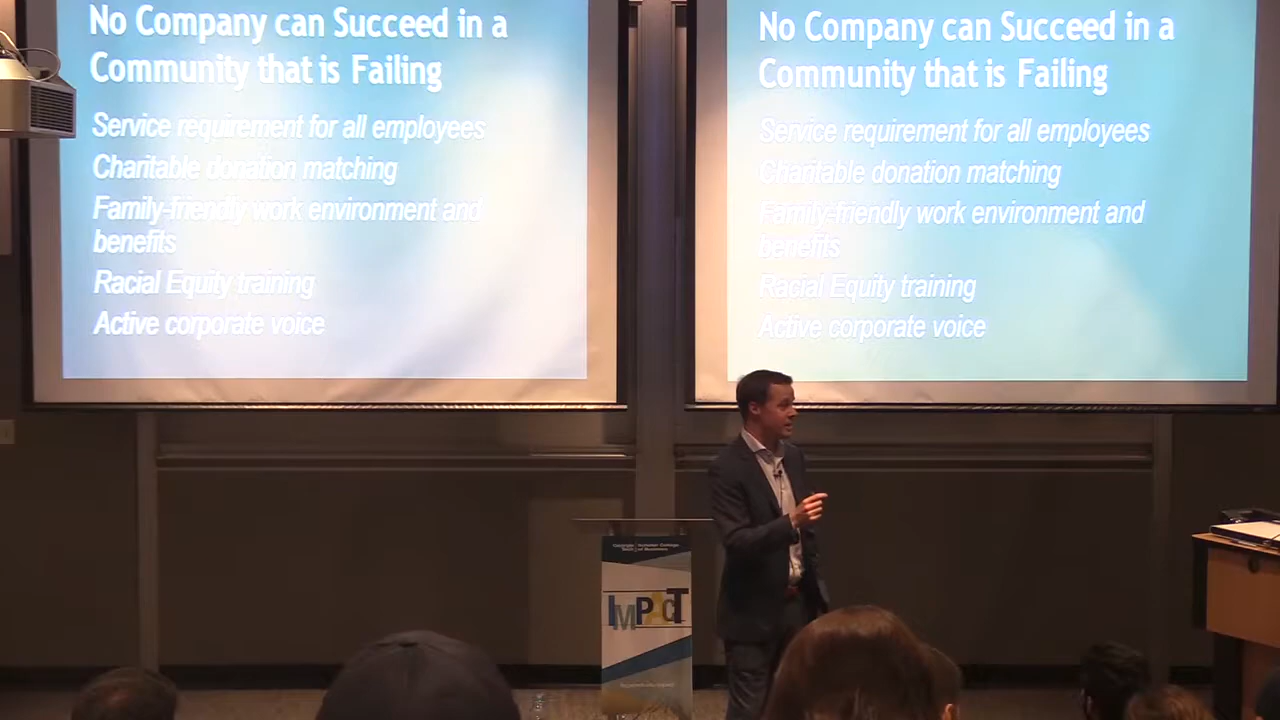 No Company can Succeed in a
Community that is Failing
Service requirement for all employees
Charitable donation matching
Family-friendly work environment and
benefits
Racial Equity training
Active corporate voice
No Company can Succeed in a
Community that is Failing
Service requirement for all employees
Charitable donation matching
Family-friendly work environment and
benefits
Racial Equity training
Active corporate voice
IMPACT